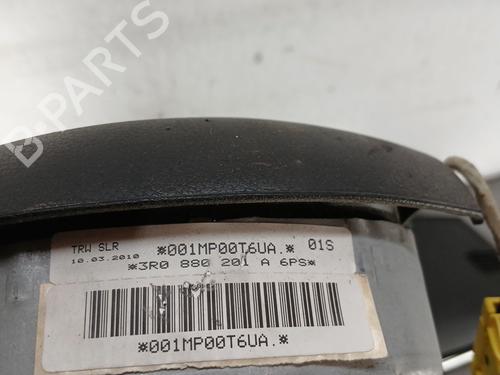 B-PARTS
TRW SLR *001MP00T6UA.* 01S
10.03.2010
*3R0 880 201 A 6PS*
*001MP00T6UA.*